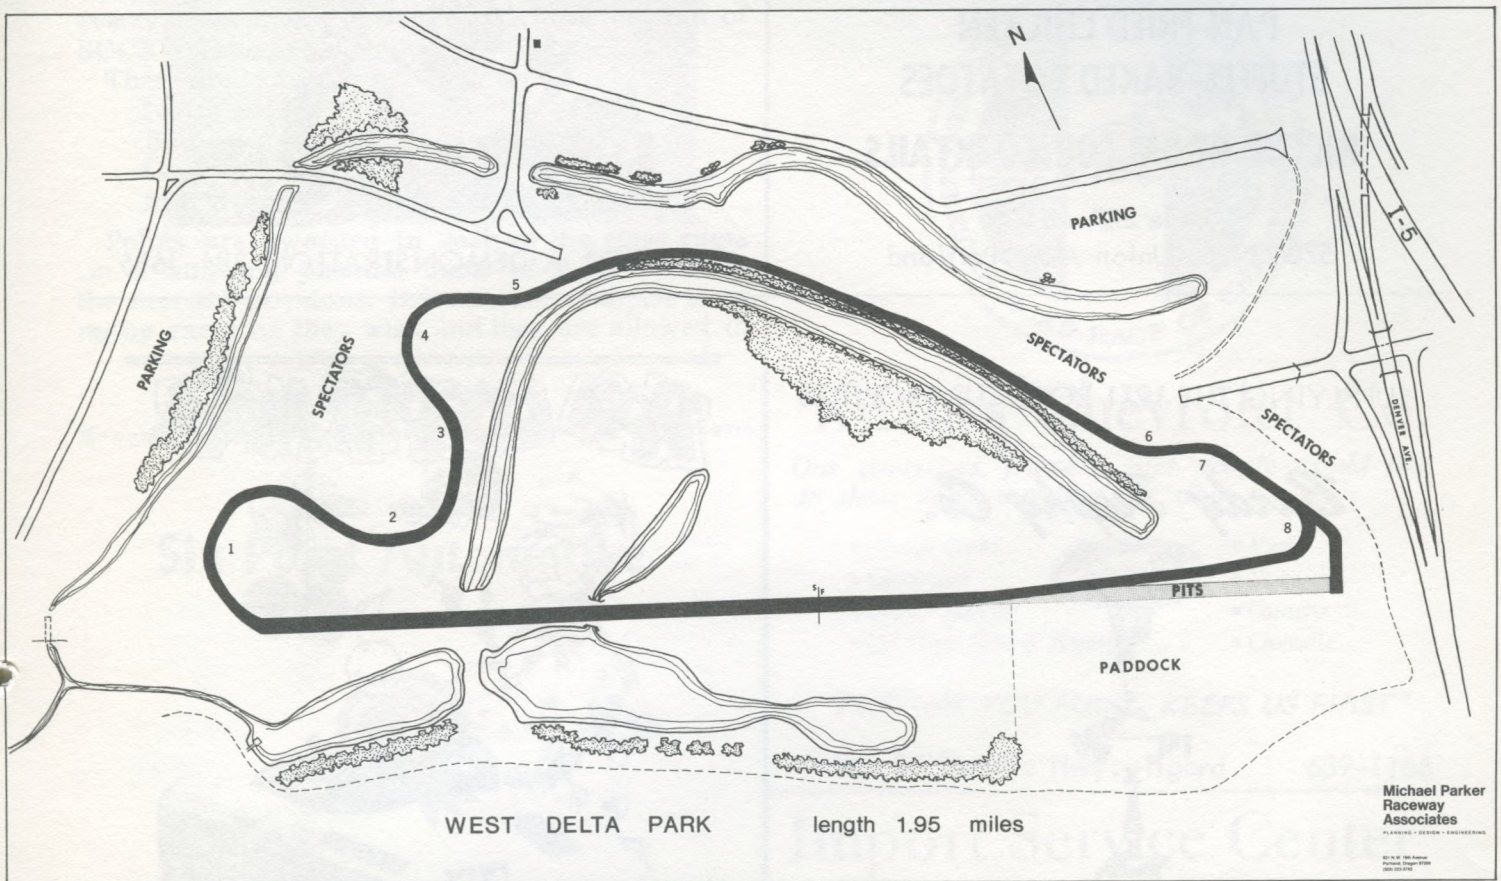 N
I-5
PARKING
PARKING
SPECTATORS
SPECTATORS
SPECTATORS
DENVER AVE.
5
4
3
2
1
6
7
8
S F
PITS
PADDOCK
WEST DELTA PARK length 1.95 miles
Michael Parker
Raceway
Associates
PLANNING • DESIGN • ENGINEERING